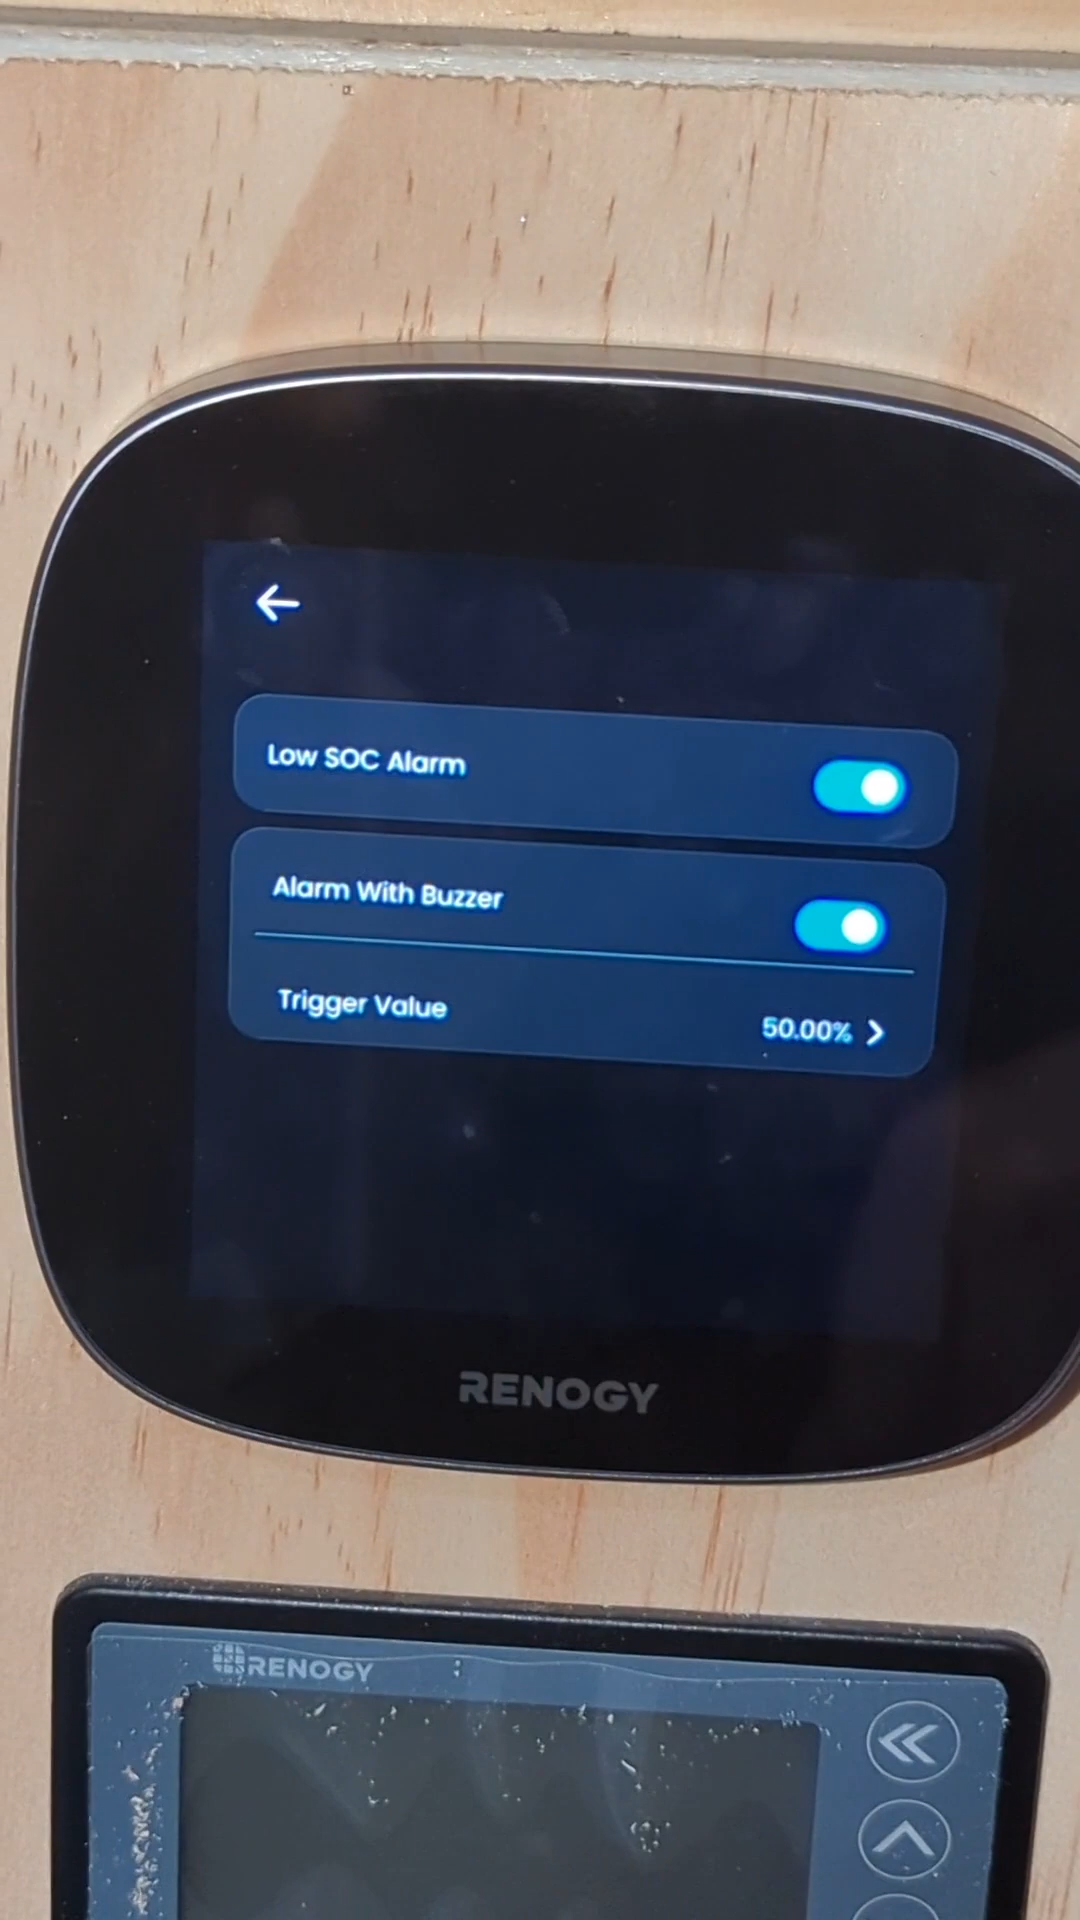 Low SOC Alarm
Alarm With Buzzer
Trigger Value
50.00%
RENOGY
RENOGY